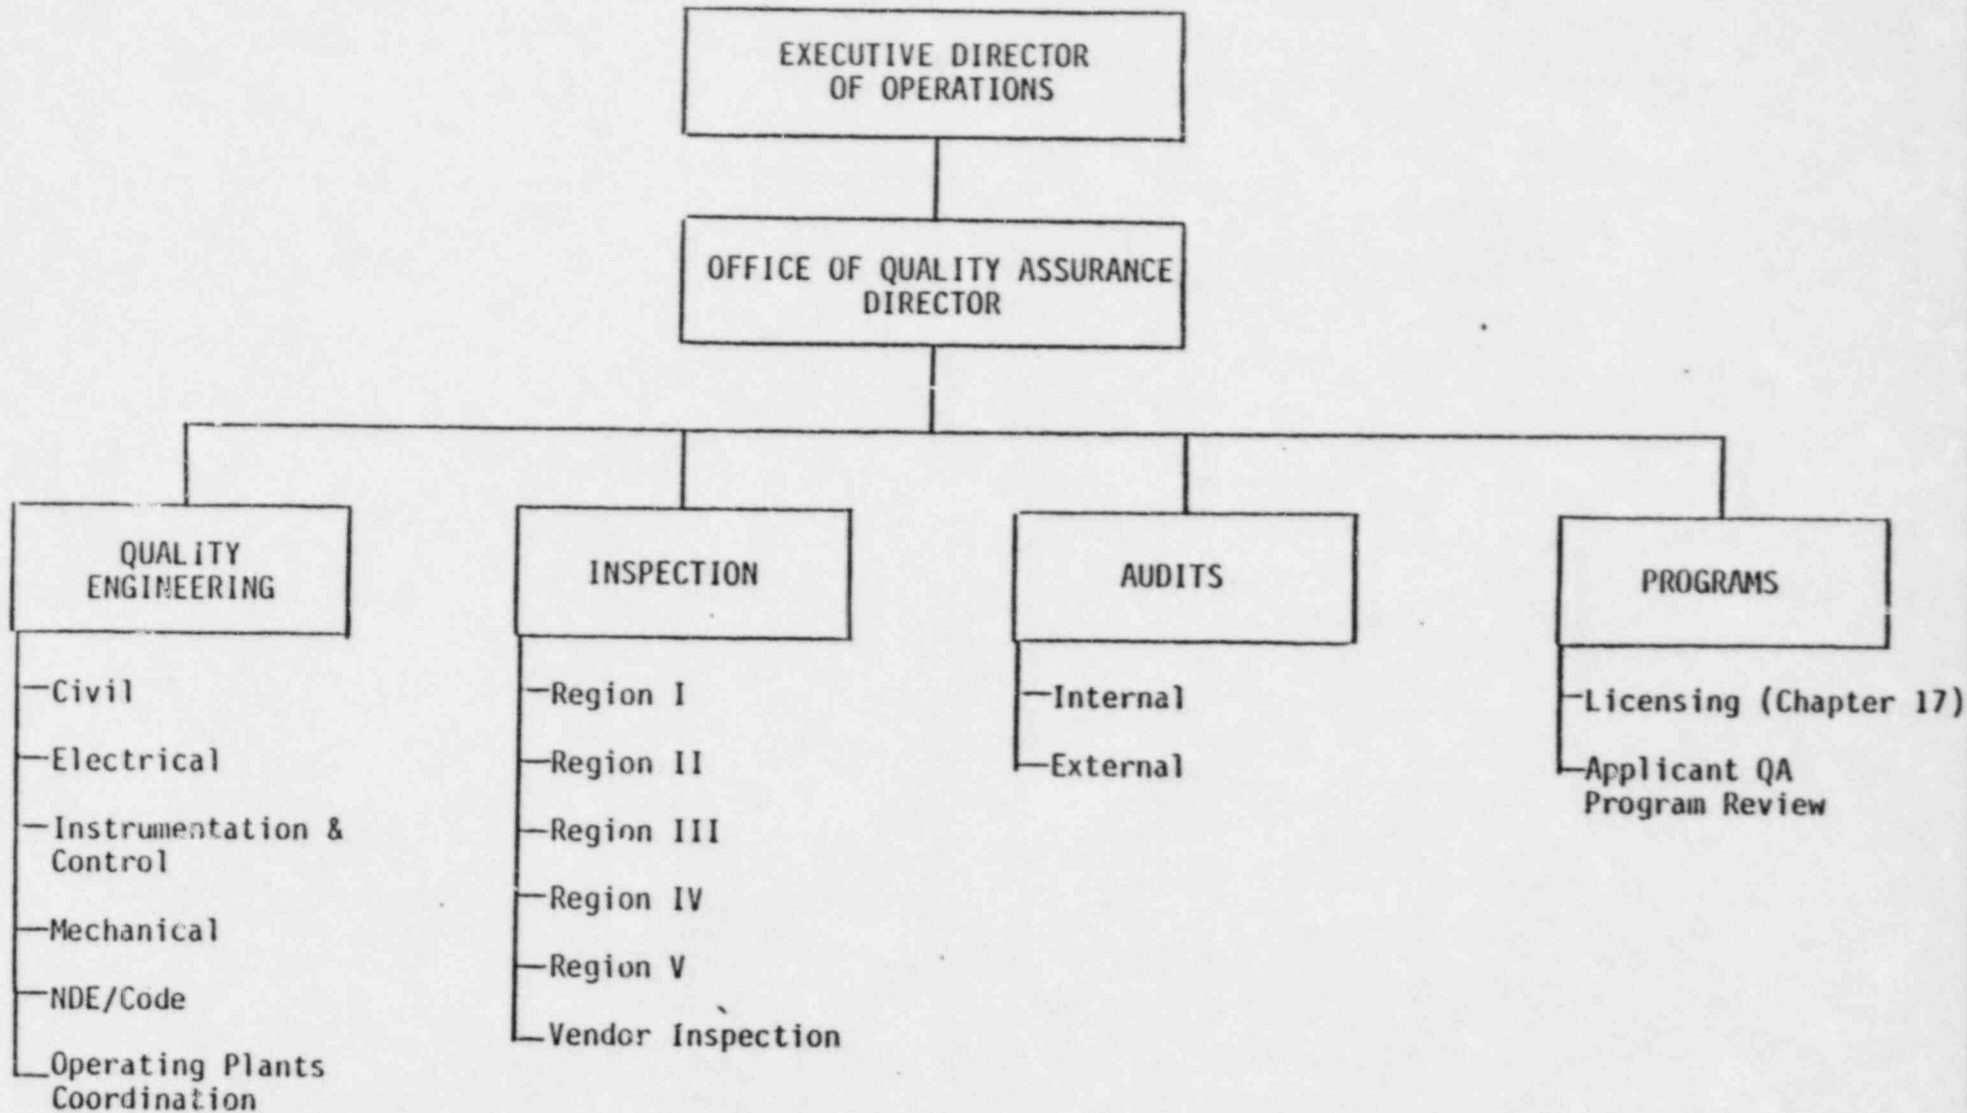 EXECUTIVE DIRECTOR
OF OPERATIONS
OFFICE OF QUALITY ASSURANCE
DIRECTOR
QUALITY
ENGINEERING
Civil
Electrical
Instrumentation &
Control
Mechanical
NDE/Code
Operating Plants
Coordination
INSPECTION
Region I
Region II
Region III
Region IV
Region V
Vendor Inspection
AUDITS
Internal
External
PROGRAMS
Licensing (Chapter 17)
Applicant QA
Program Review